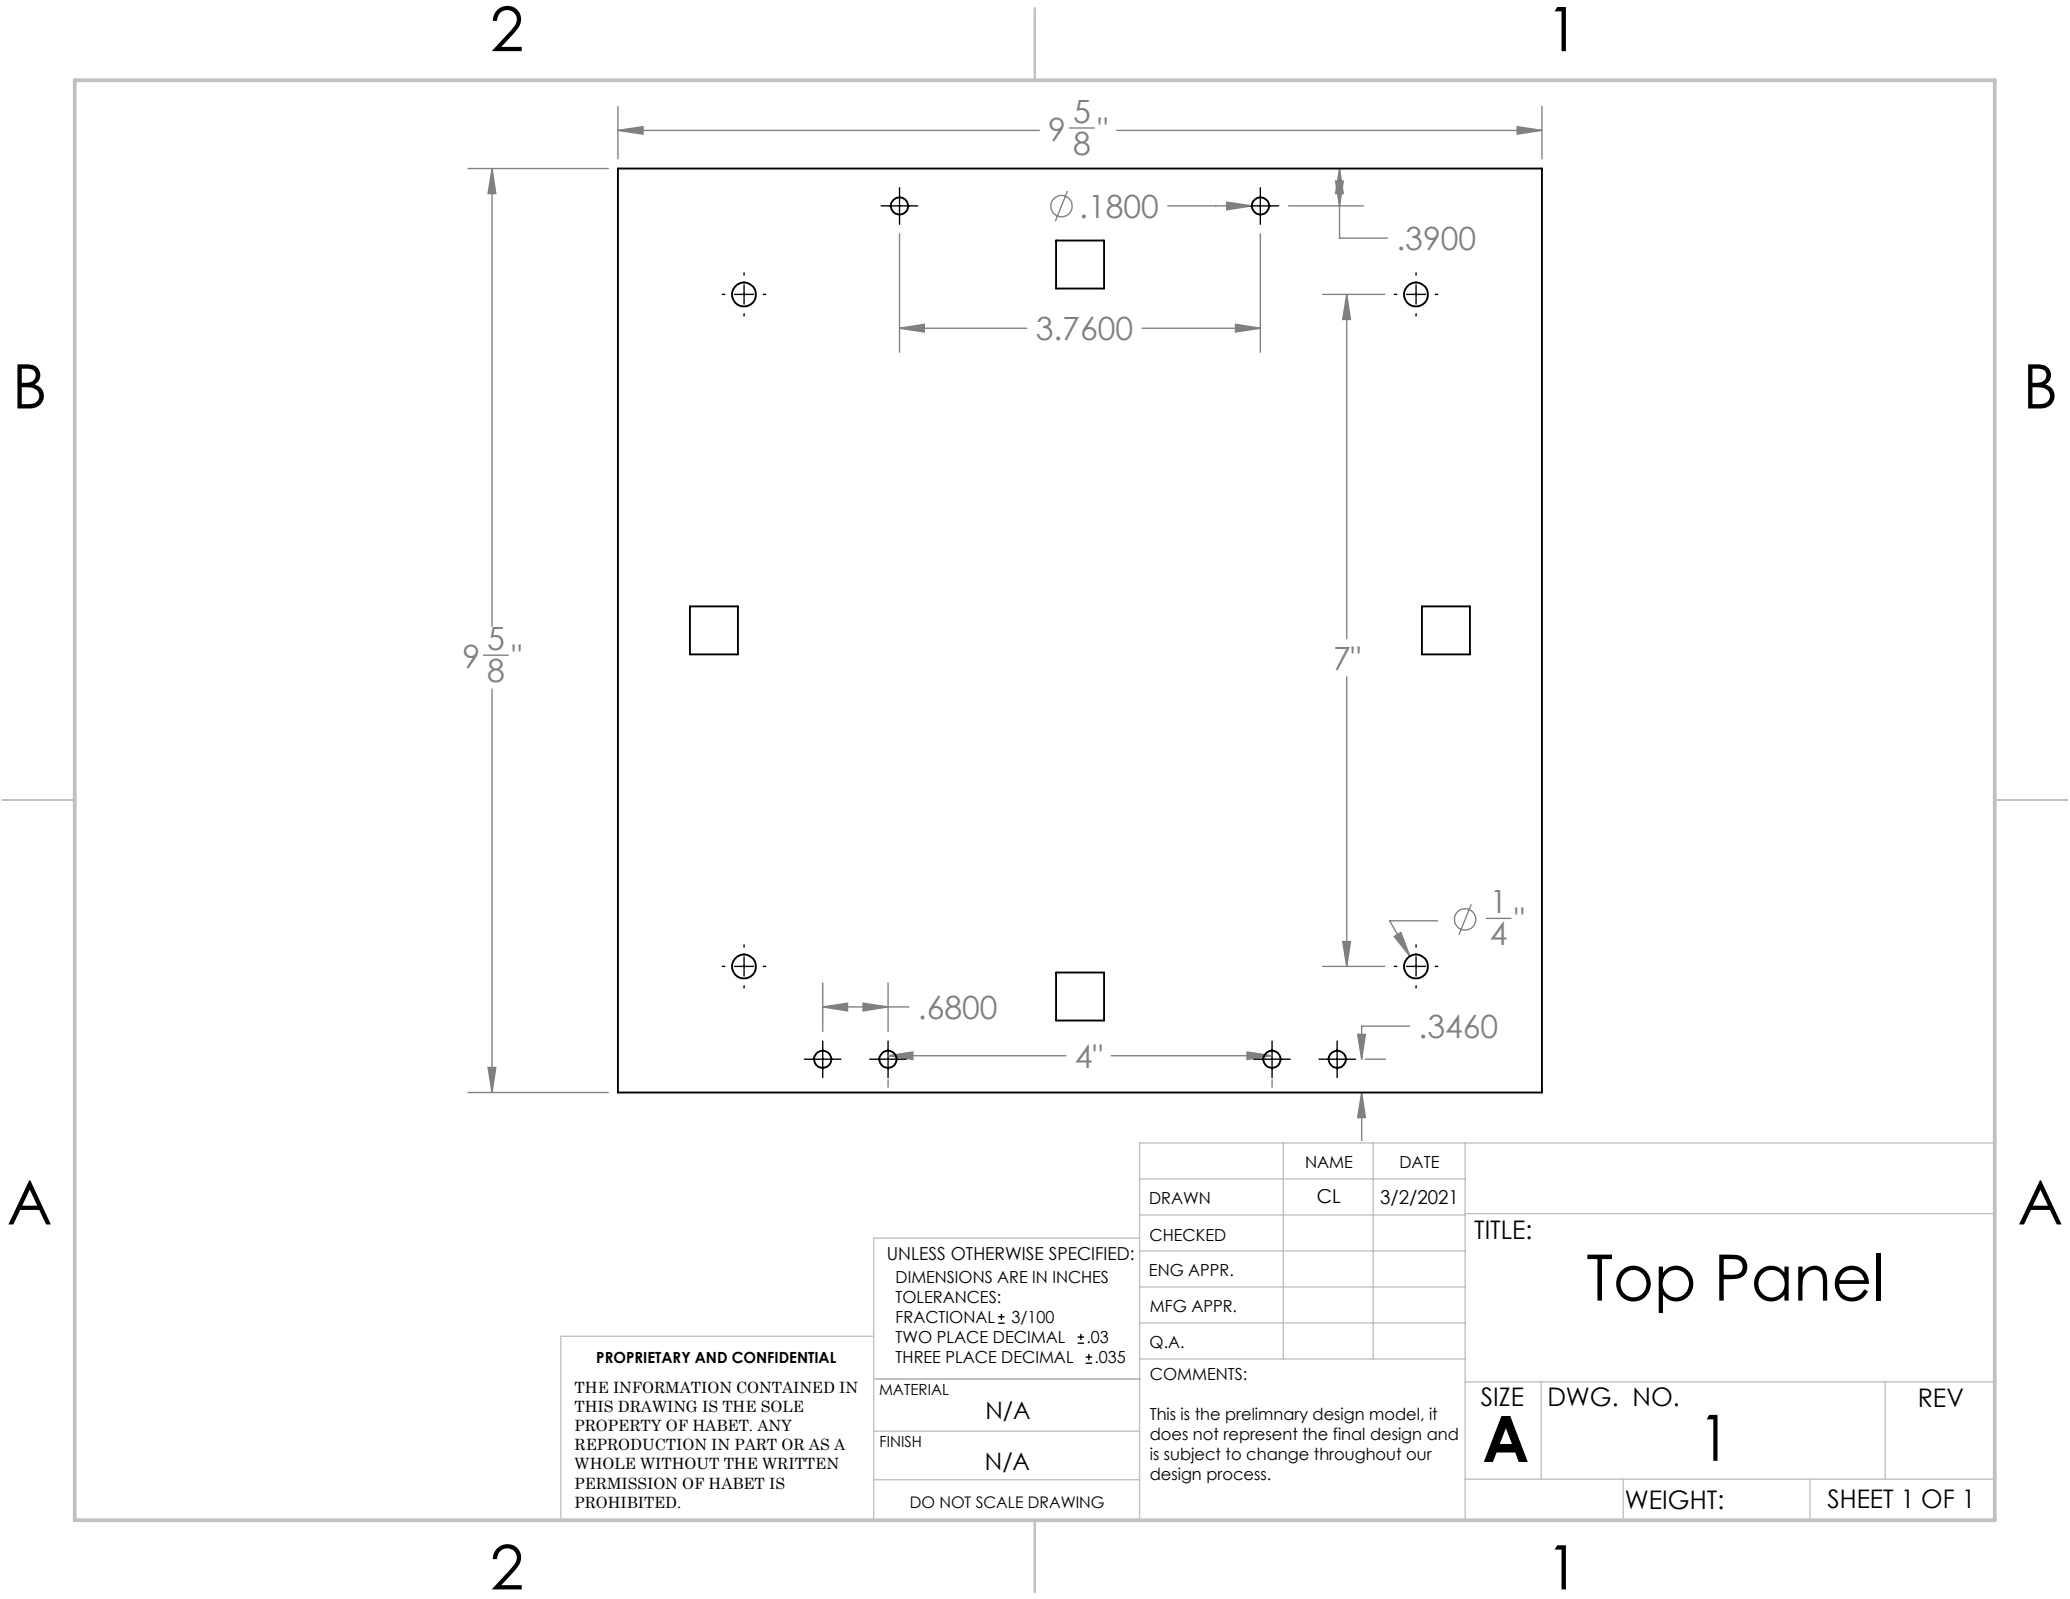 2 1
9 5/8"
∅ .1800
.3900
3.7600
B B
9 5/8"
7"
∅ 1/4"
.6800
.3460
4"
A A
NAME DATE
DRAWN CL 3/2/2021
CHECKED
ENG APPR.
MFG APPR.
Q.A.
COMMENTS:
This is the prelimnary design model, it
does not represent the final design and
is subject to change throughout our
design process.
UNLESS OTHERWISE SPECIFIED:
DIMENSIONS ARE IN INCHES
TOLERANCES:
FRACTIONAL ± 3/100
TWO PLACE DECIMAL ±.03
THREE PLACE DECIMAL ±.035
MATERIAL
N/A
FINISH
N/A
DO NOT SCALE DRAWING
PROPRIETARY AND CONFIDENTIAL
THE INFORMATION CONTAINED IN
THIS DRAWING IS THE SOLE
PROPERTY OF HABET. ANY
REPRODUCTION IN PART OR AS A
WHOLE WITHOUT THE WRITTEN
PERMISSION OF HABET IS
PROHIBITED.
TITLE:
Top Panel
SIZE DWG. NO. REV
A 1
WEIGHT: SHEET 1 OF 1
2 1